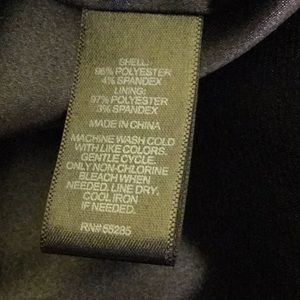 SHELL:
96% POLYESTER
4% SPANDEX
LINING:
97% POLYESTER
3% SPANDEX
MADE IN CHINA
MACHINE WASH COLD
WITH LIKE COLORS.
GENTLE CYCLE.
ONLY NON-CHLORINE
BLEACH WHEN
NEEDED. LINE DRY.
COOL IRON
IF NEEDED.
RN# 55285